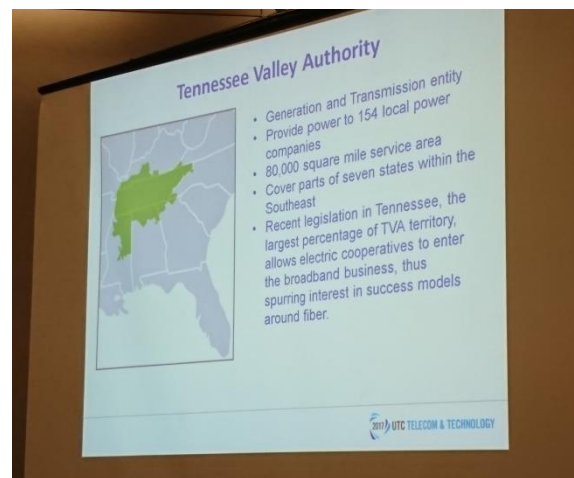 Tennessee Valley Authority
• Generation and Transmission entity
• Provide power to 154 local power
companies
• 80,000 square mile service area
• Cover parts of seven states within the
Southeast
• Recent legislation in Tennessee, the
largest percentage of TVA territory,
allows electric cooperatives to enter
the broadband business, thus
spurring interest in success models
around fiber.
2017 UTC TELECOM & TECHNOLOGY